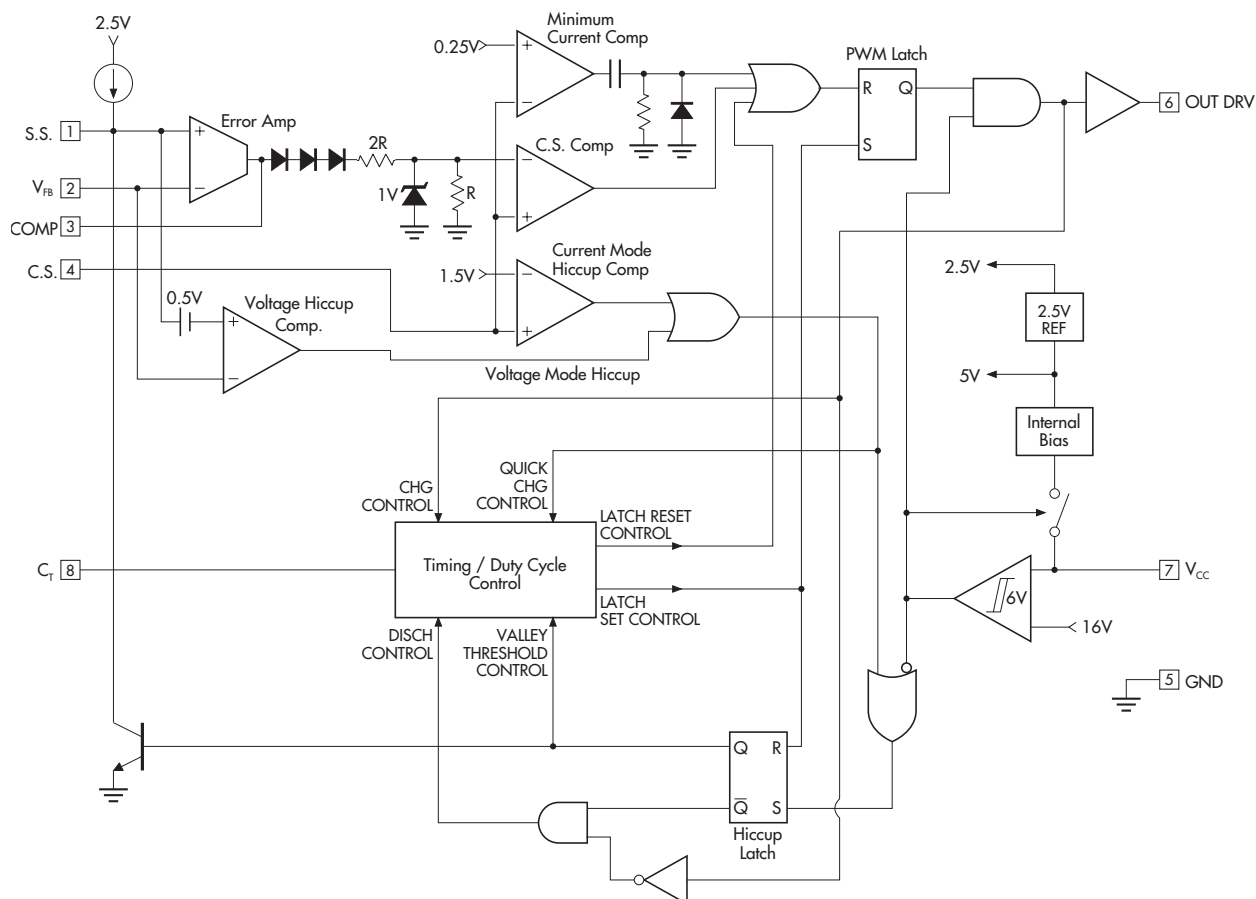 2.5V
Minimum
Current Comp
0.25V
+
−
PWM Latch
R
Q
S
6 OUT DRV
S.S. 1
Error Amp
+
−
2R
C.S. Comp
−
+
1V
R
V_FB 2
COMP 3
C.S. 4
Current Mode
Hiccup Comp
1.5V
−
+
2.5V
2.5V
REF
0.5V
Voltage Hiccup
Comp.
+
−
Voltage Mode Hiccup
5V
Internal
Bias
CHG
CONTROL
QUICK
CHG
CONTROL
LATCH RESET
CONTROL
C_T 8
Timing / Duty Cycle
Control
LATCH
SET CONTROL
7 V_CC
6V
+
−
16V
DISCH
CONTROL
VALLEY
THRESHOLD
CONTROL
5 GND
Q R
Q̅ S
Hiccup
Latch